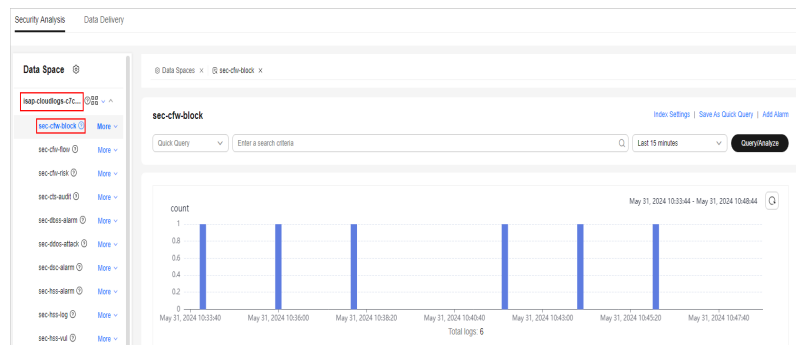 Security Analysis Data Delivery
Data Space
Data Spaces × sec-cfw-block ×
isap-cloudlogs-c7c...
sec-cfw-block More
sec-cfw-flow More
sec-cfw-risk More
sec-cts-audit More
sec-dbss-alarm More
sec-ddos-attack More
sec-dsc-alarm More
sec-hss-alarm More
sec-hss-log More
sec-hss-vul More
sec-cfw-block
Index Settings | Save As Quick Query | Add Alarm
Quick Query Enter a search criteria Last 15 minutes Query/Analyze
May 31, 2024 10:33:44 - May 31, 2024 10:48:44
count
1
0.8
0.6
0.4
0.2
0
May 31, 2024 10:33:40 May 31, 2024 10:36:00 May 31, 2024 10:38:20 May 31, 2024 10:40:40 May 31, 2024 10:43:00 May 31, 2024 10:45:20 May 31, 2024 10:47:40
Total logs: 6